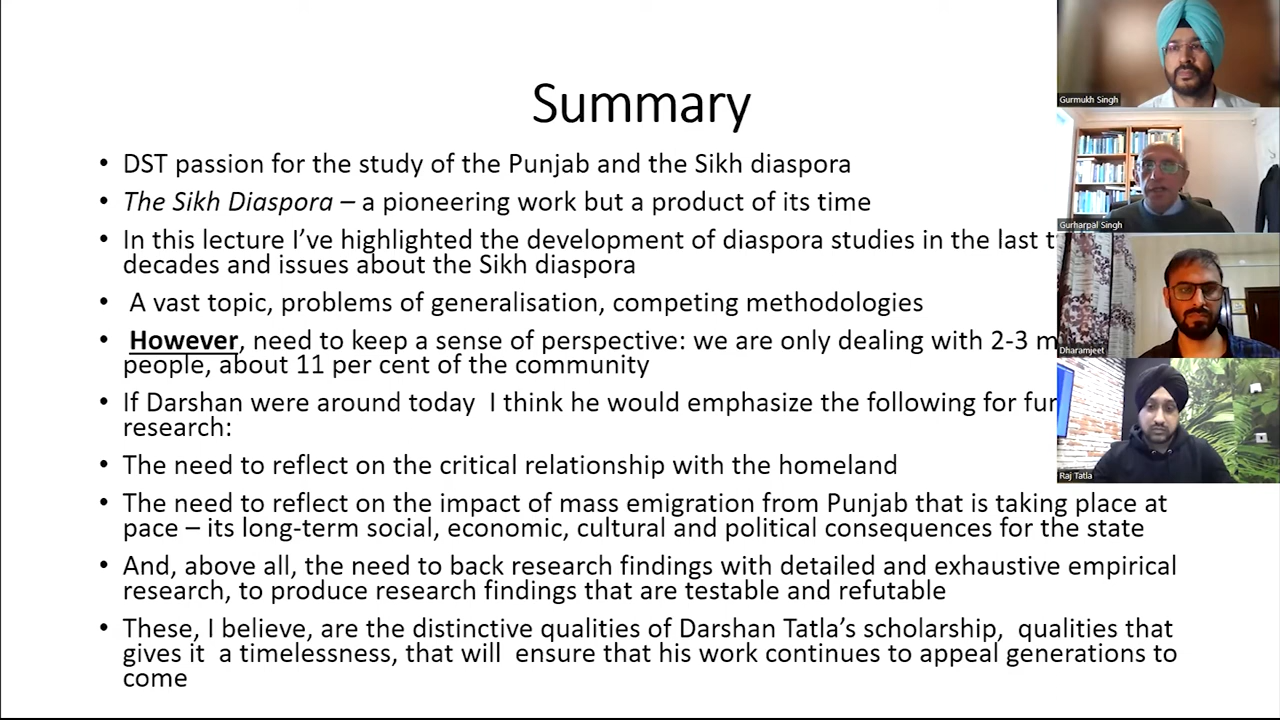 Summary
• DST passion for the study of the Punjab and the Sikh diaspora
• The Sikh Diaspora – a pioneering work but a product of its time
• In this lecture I've highlighted the development of diaspora studies in the last
decades and issues about the Sikh diaspora
• A vast topic, problems of generalisation, competing methodologies
• However, need to keep a sense of perspective: we are only dealing with 2-3
people, about 11 per cent of the community
• If Darshan were around today I think he would emphasize the following for
research:
• The need to reflect on the critical relationship with the homeland
• The need to reflect on the impact of mass emigration from Punjab that is taking place at
pace – its long-term social, economic, cultural and political consequences for the state
• And, above all, the need to back research findings with detailed and exhaustive empirical
research, to produce research findings that are testable and refutable
• These, I believe, are the distinctive qualities of Darshan Tatla's scholarship, qualities that
gives it a timelessness, that will ensure that his work continues to appeal generations to
come
Gurmukh Singh
Gurharpal Singh
Dharamjeet
Raj Tatla